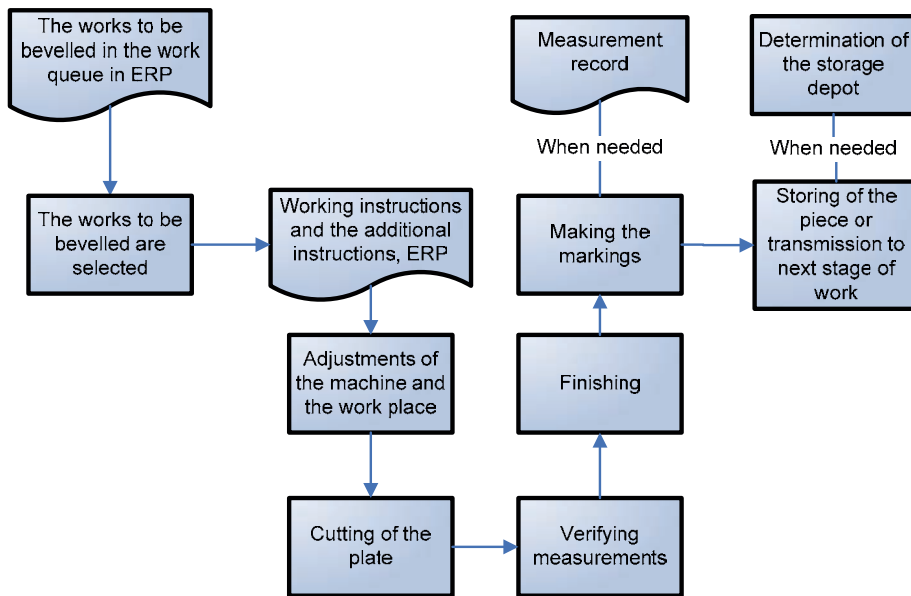 The works to be
bevelled in the work
queue in ERP
The works to be
bevelled are
selected
Working instructions
and the additional
instructions, ERP
Adjustments of
the machine and
the work place
Cutting of the
plate
Verifying
measurements
Finishing
Making the
markings
When needed
Measurement
record
Storing of the
piece or
transmission to
next stage of
work
When needed
Determination of
the storage
depot